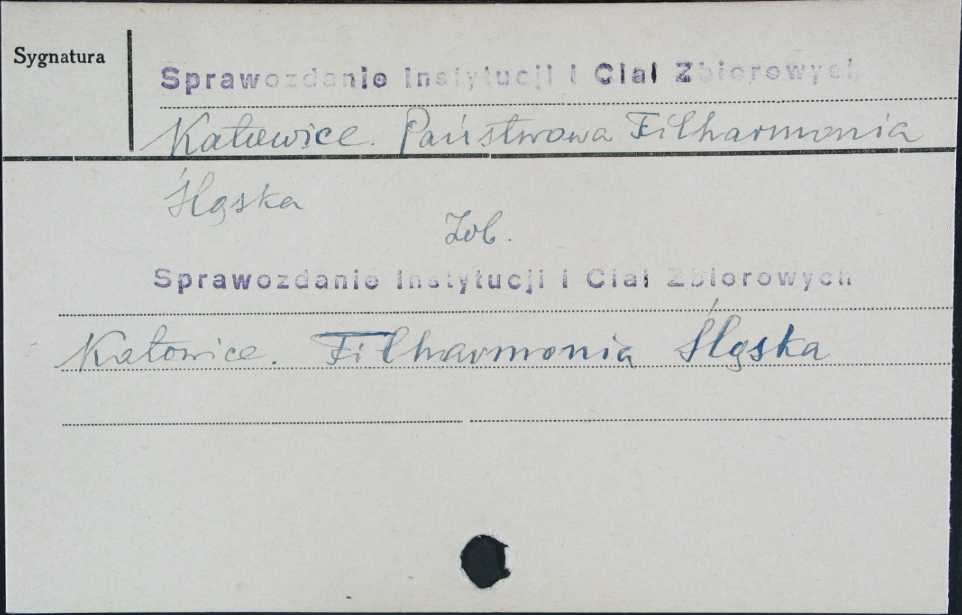 Sygnatura
Sprawozdanie Instytucji i Ciał Zbiorowych
Katowice. Państwowa Filharmonia
Śląska
Zob.
Sprawozdanie Instytucji i Ciał Zbiorowych
Katowice. Filharmonia Śląska